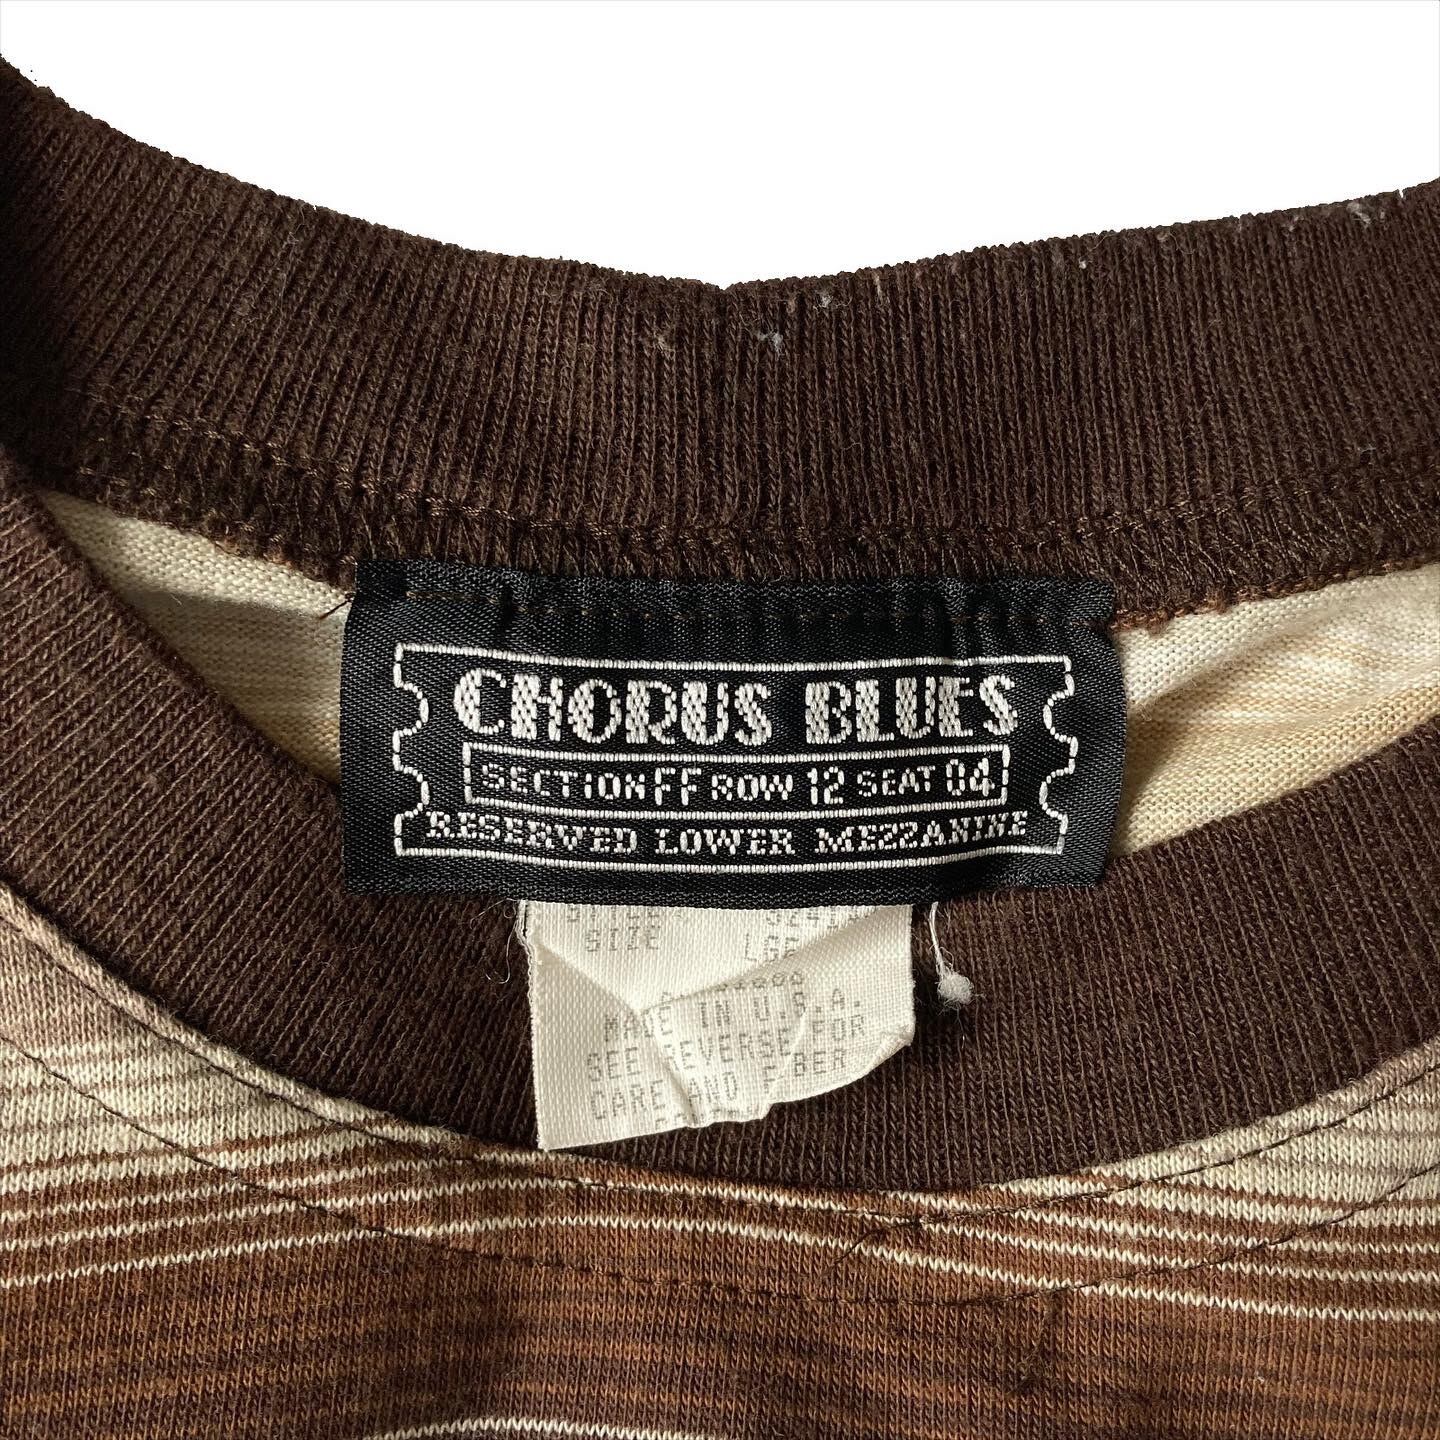 CHORUS BLUES
SECTION FF ROW 12 SEAT 04
RESERVED LOWER MEZZANINE
SIZE LGE
MADE IN U.S.A.
SEE REVERSE FOR
CARE AND FIBER